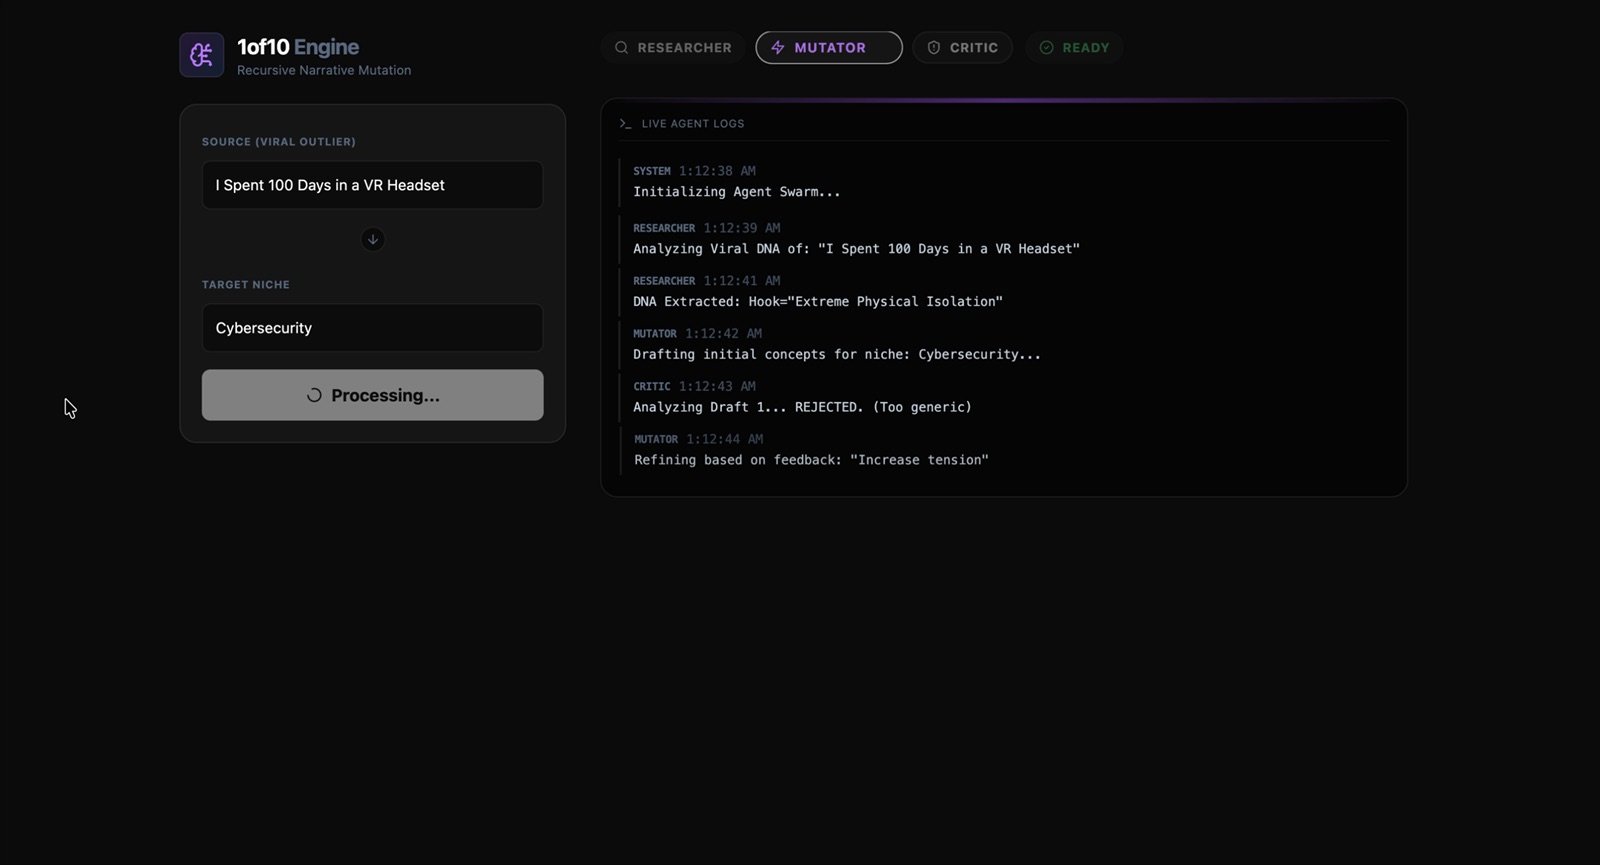 1of10 Engine
Recursive Narrative Mutation
RESEARCHER
MUTATOR
CRITIC
READY
SOURCE (VIRAL OUTLIER)
I Spent 100 Days in a VR Headset
TARGET NICHE
Cybersecurity
Processing...
LIVE AGENT LOGS
SYSTEM 1:12:38 AM
Initializing Agent Swarm...
RESEARCHER 1:12:39 AM
Analyzing Viral DNA of: "I Spent 100 Days in a VR Headset"
RESEARCHER 1:12:41 AM
DNA Extracted: Hook="Extreme Physical Isolation"
MUTATOR 1:12:42 AM
Drafting initial concepts for niche: Cybersecurity...
CRITIC 1:12:43 AM
Analyzing Draft 1... REJECTED. (Too generic)
MUTATOR 1:12:44 AM
Refining based on feedback: "Increase tension"